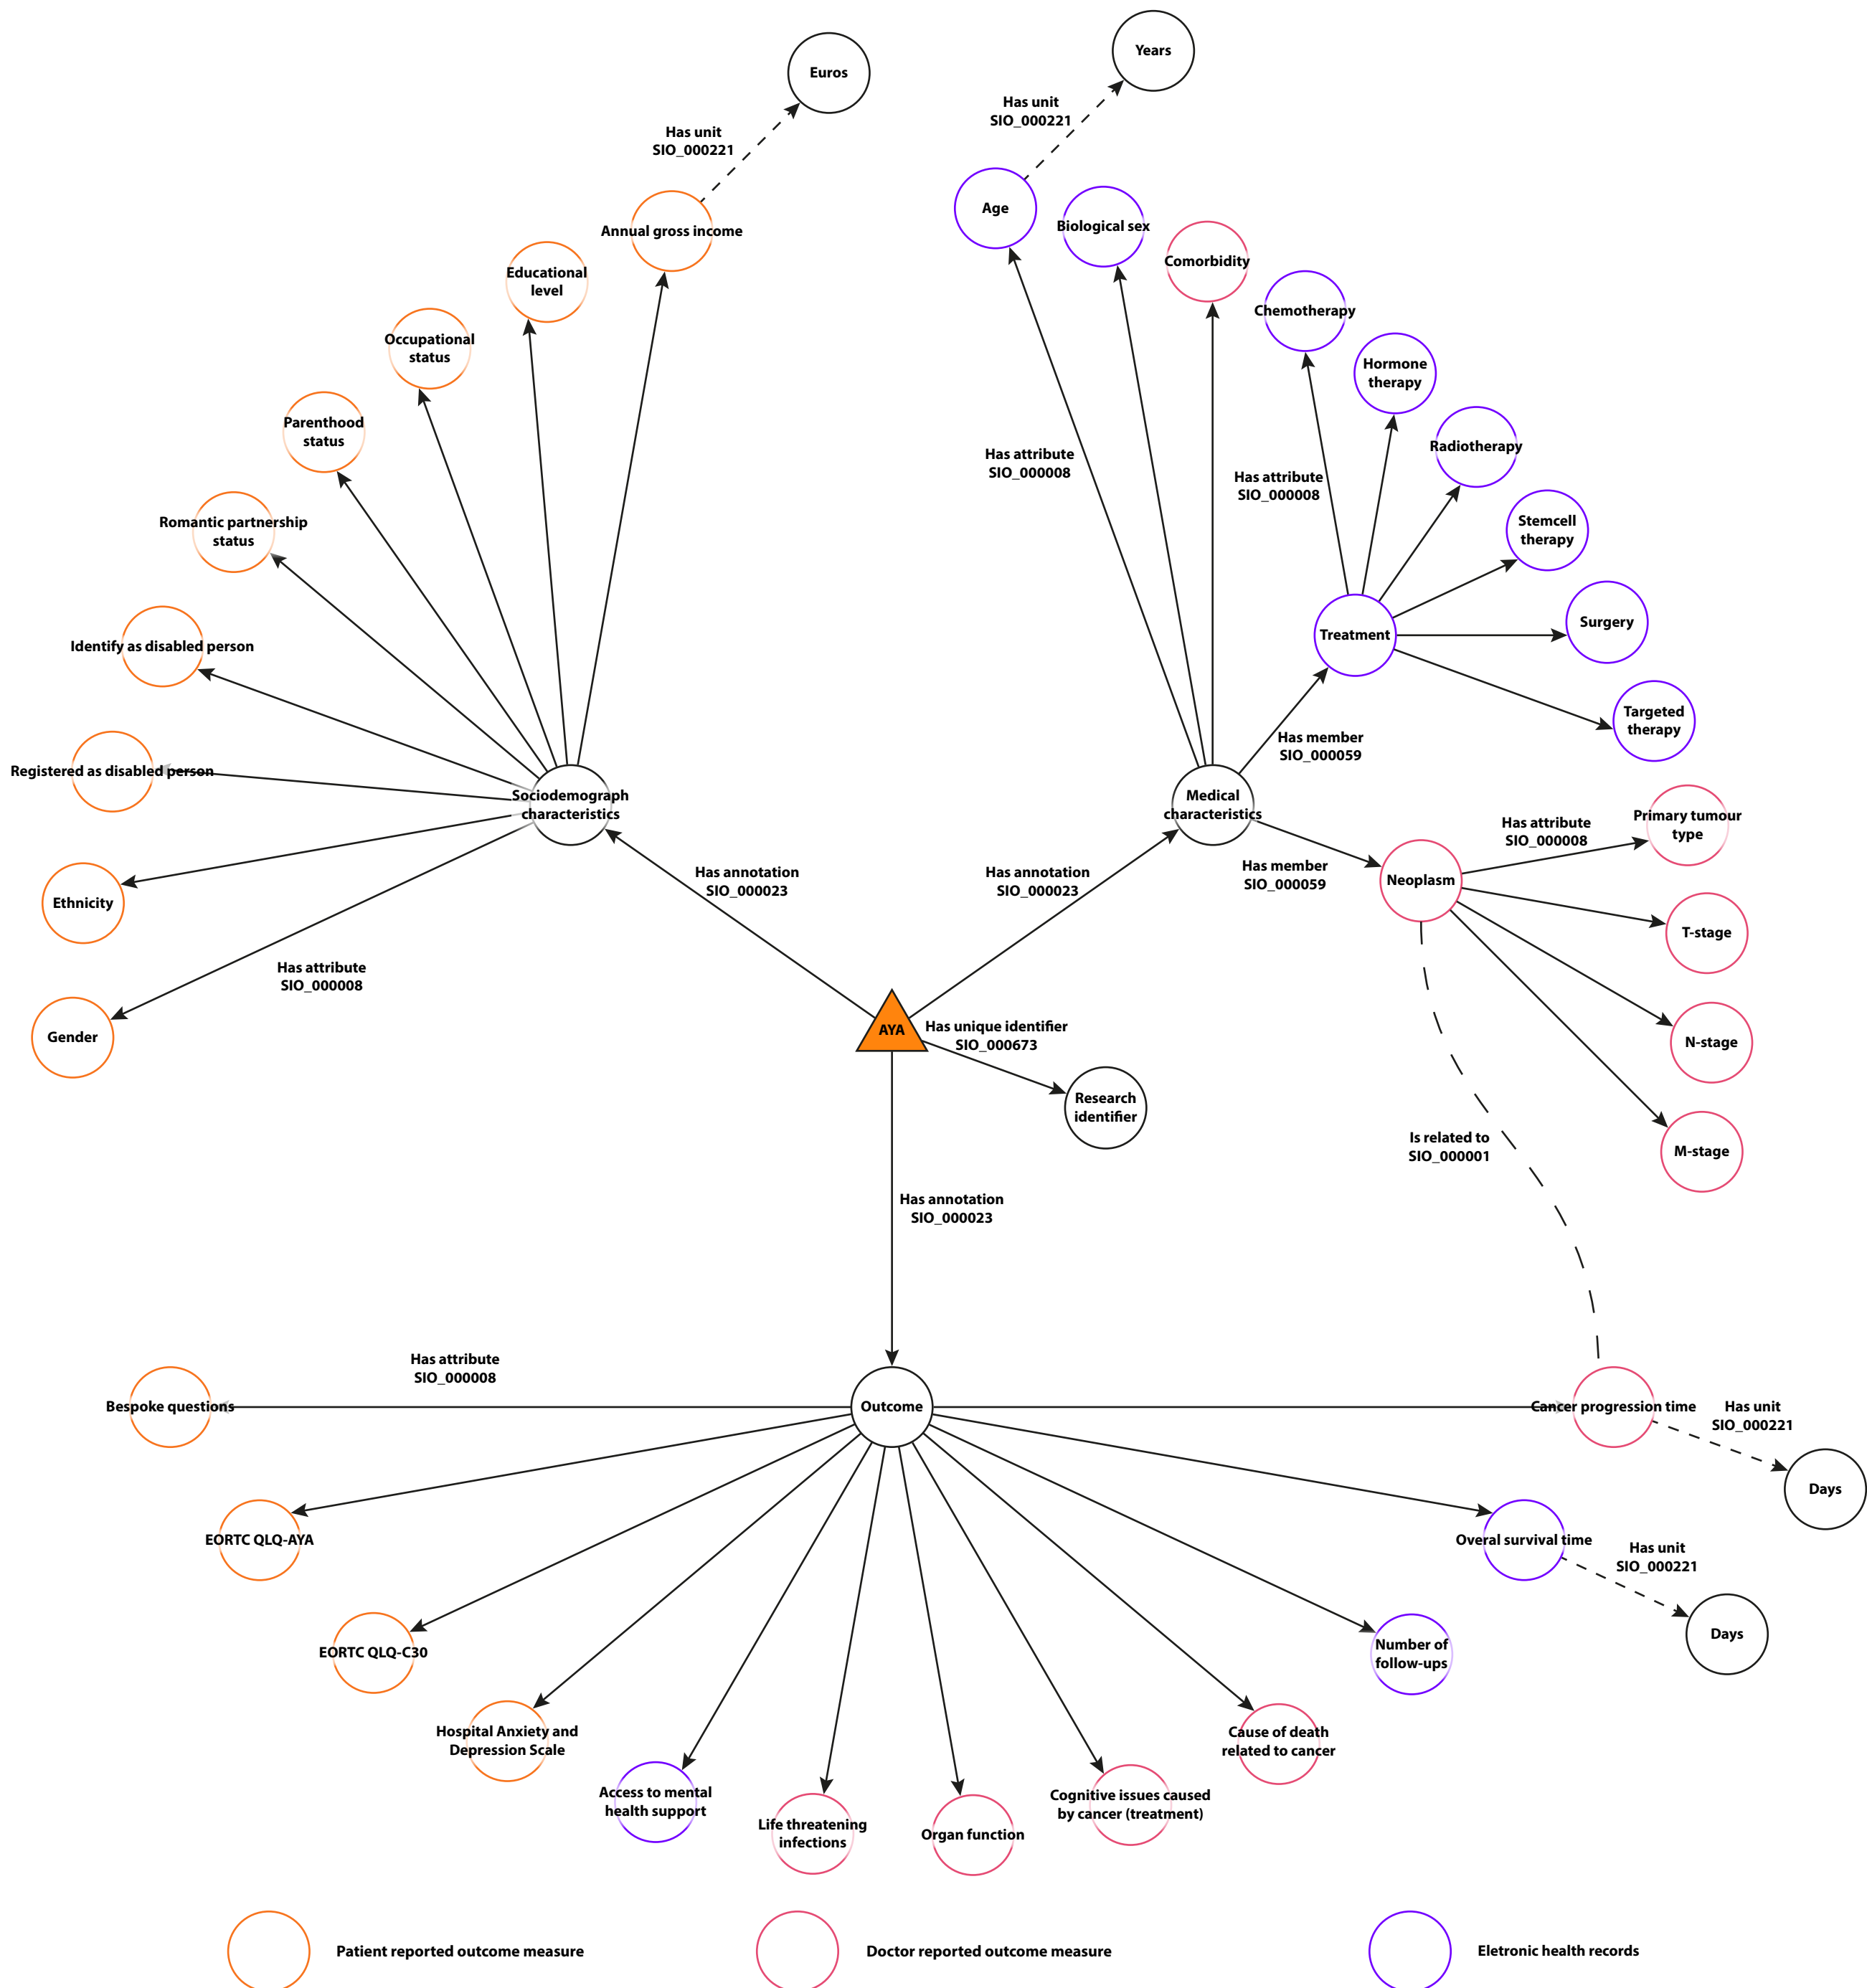 Years
Euros
Has unit
SIO_000221
Has unit
SIO_000221
Age
Biological sex
Annual gross income
Comorbidity
Educational
level
Chemotherapy
Occupational
status
Hormone
therapy
Parenthood
status
Radiotherapy
Has attribute
SIO_000008
Has attribute
SIO_000008
Romantic partnership
status
Stemcell
therapy
Surgery
Treatment
Identify as disabled person
Targeted
therapy
Has member
SIO_000059
Registered as disabled person
Sociodemograph
characteristics
Medical
characteristics
Primary tumour
type
Has attribute
SIO_000008
Has annotation
SIO_000023
Has annotation
SIO_000023
Has member
SIO_000059
Neoplasm
Ethnicity
T-stage
Has attribute
SIO_000008
Gender
AYA
Has unique identifier
SIO_000673
N-stage
Research
identifier
Is related to
SIO_000001
M-stage
Has annotation
SIO_000023
Has attribute
SIO_000008
Bespoke questions
Outcome
Cancer progression time
Has unit
SIO_000221
Days
EORTC QLQ-AYA
Overal survival time
Has unit
SIO_000221
Days
EORTC QLQ-C30
Number of
follow-ups
Hospital Anxiety and
Depression Scale
Cause of death
related to cancer
Access to mental
health support
Cognitive issues caused
by cancer (treatment)
Life threatening
infections
Organ function
Patient reported outcome measure
Doctor reported outcome measure
Eletronic health records